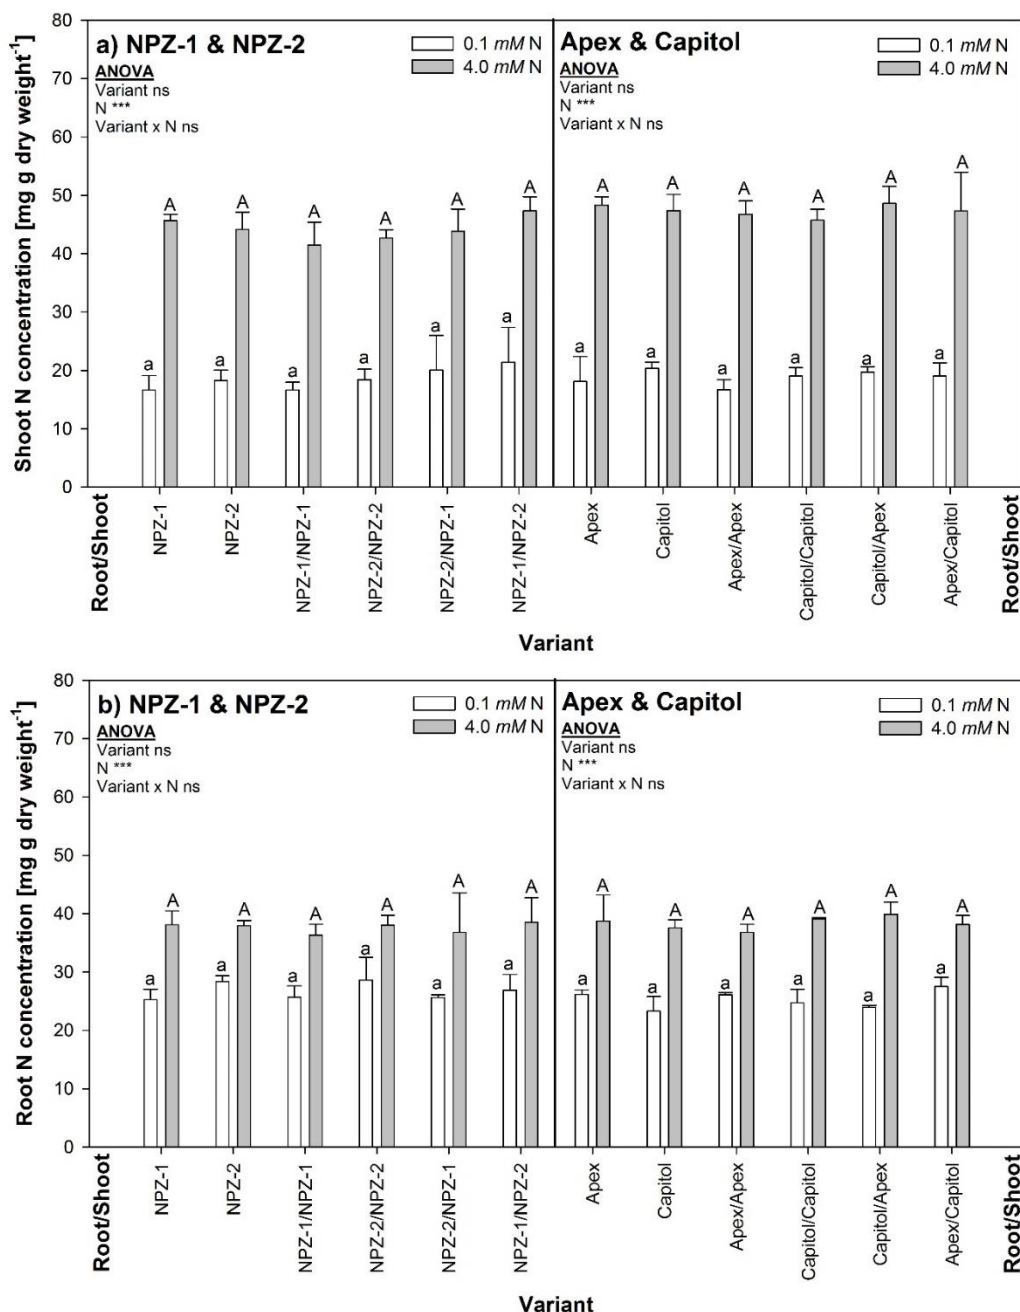 a) NPZ-1 & NPZ-2
ANOVA
Variant ns
N ***
Variant x N ns
0.1 mM N
4.0 mM N
Apex & Capitol
ANOVA
Variant ns
N ***
Variant x N ns
0.1 mM N
4.0 mM N
Shoot N concentration [mg g dry weight-1]
80
70
60
50
40
30
20
10
0
A A A A A A A A A A A A
a a a a a a a a a a a a
Root/Shoot
NPZ-1
NPZ-2
NPZ-1/NPZ-1
NPZ-2/NPZ-2
NPZ-2/NPZ-1
NPZ-1/NPZ-2
Apex
Capitol
Apex/Apex
Capitol/Capitol
Capitol/Apex
Apex/Capitol
Root/Shoot
Variant
b) NPZ-1 & NPZ-2
ANOVA
Variant ns
N ***
Variant x N ns
0.1 mM N
4.0 mM N
Apex & Capitol
ANOVA
Variant ns
N ***
Variant x N ns
0.1 mM N
4.0 mM N
Root N concentration [mg g dry weight-1]
80
70
60
50
40
30
20
10
0
A A A A A A A A A A A A
a a a a a a a a a a a a
Root/Shoot
NPZ-1
NPZ-2
NPZ-1/NPZ-1
NPZ-2/NPZ-2
NPZ-2/NPZ-1
NPZ-1/NPZ-2
Apex
Capitol
Apex/Apex
Capitol/Capitol
Capitol/Apex
Apex/Capitol
Root/Shoot
Variant